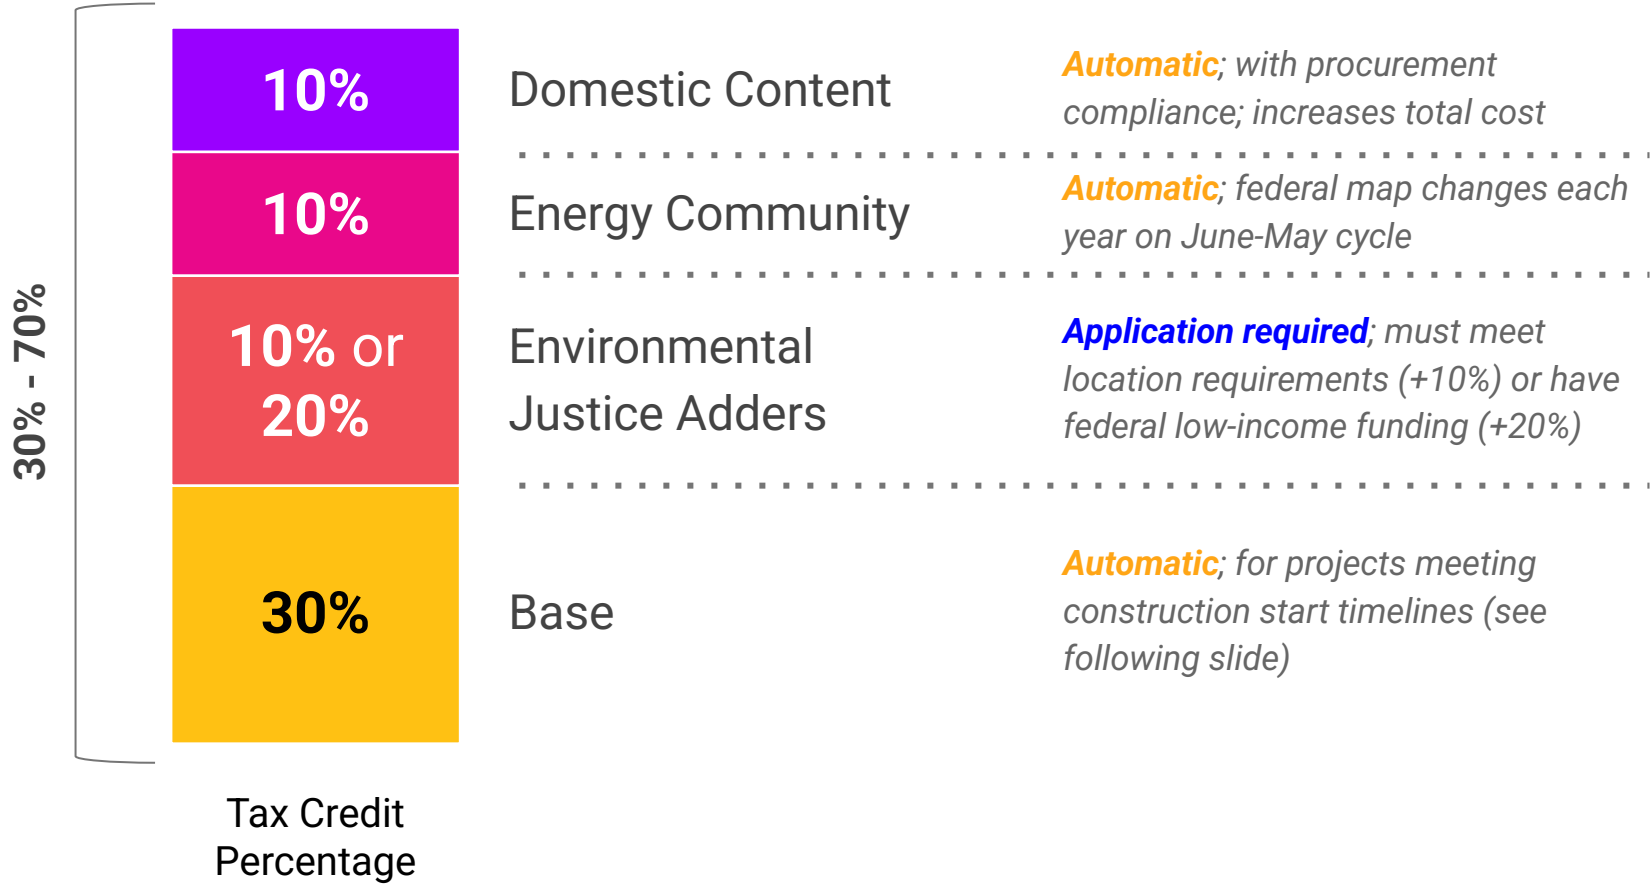 30% - 70%
10%
Domestic Content
Automatic; with procurement
compliance; increases total cost
10%
Energy Community
Automatic; federal map changes each
year on June-May cycle
10% or
20%
Environmental
Justice Adders
Application required; must meet
location requirements (+10%) or have
federal low-income funding (+20%)
30%
Base
Automatic; for projects meeting
construction start timelines (see
following slide)
Tax Credit
Percentage